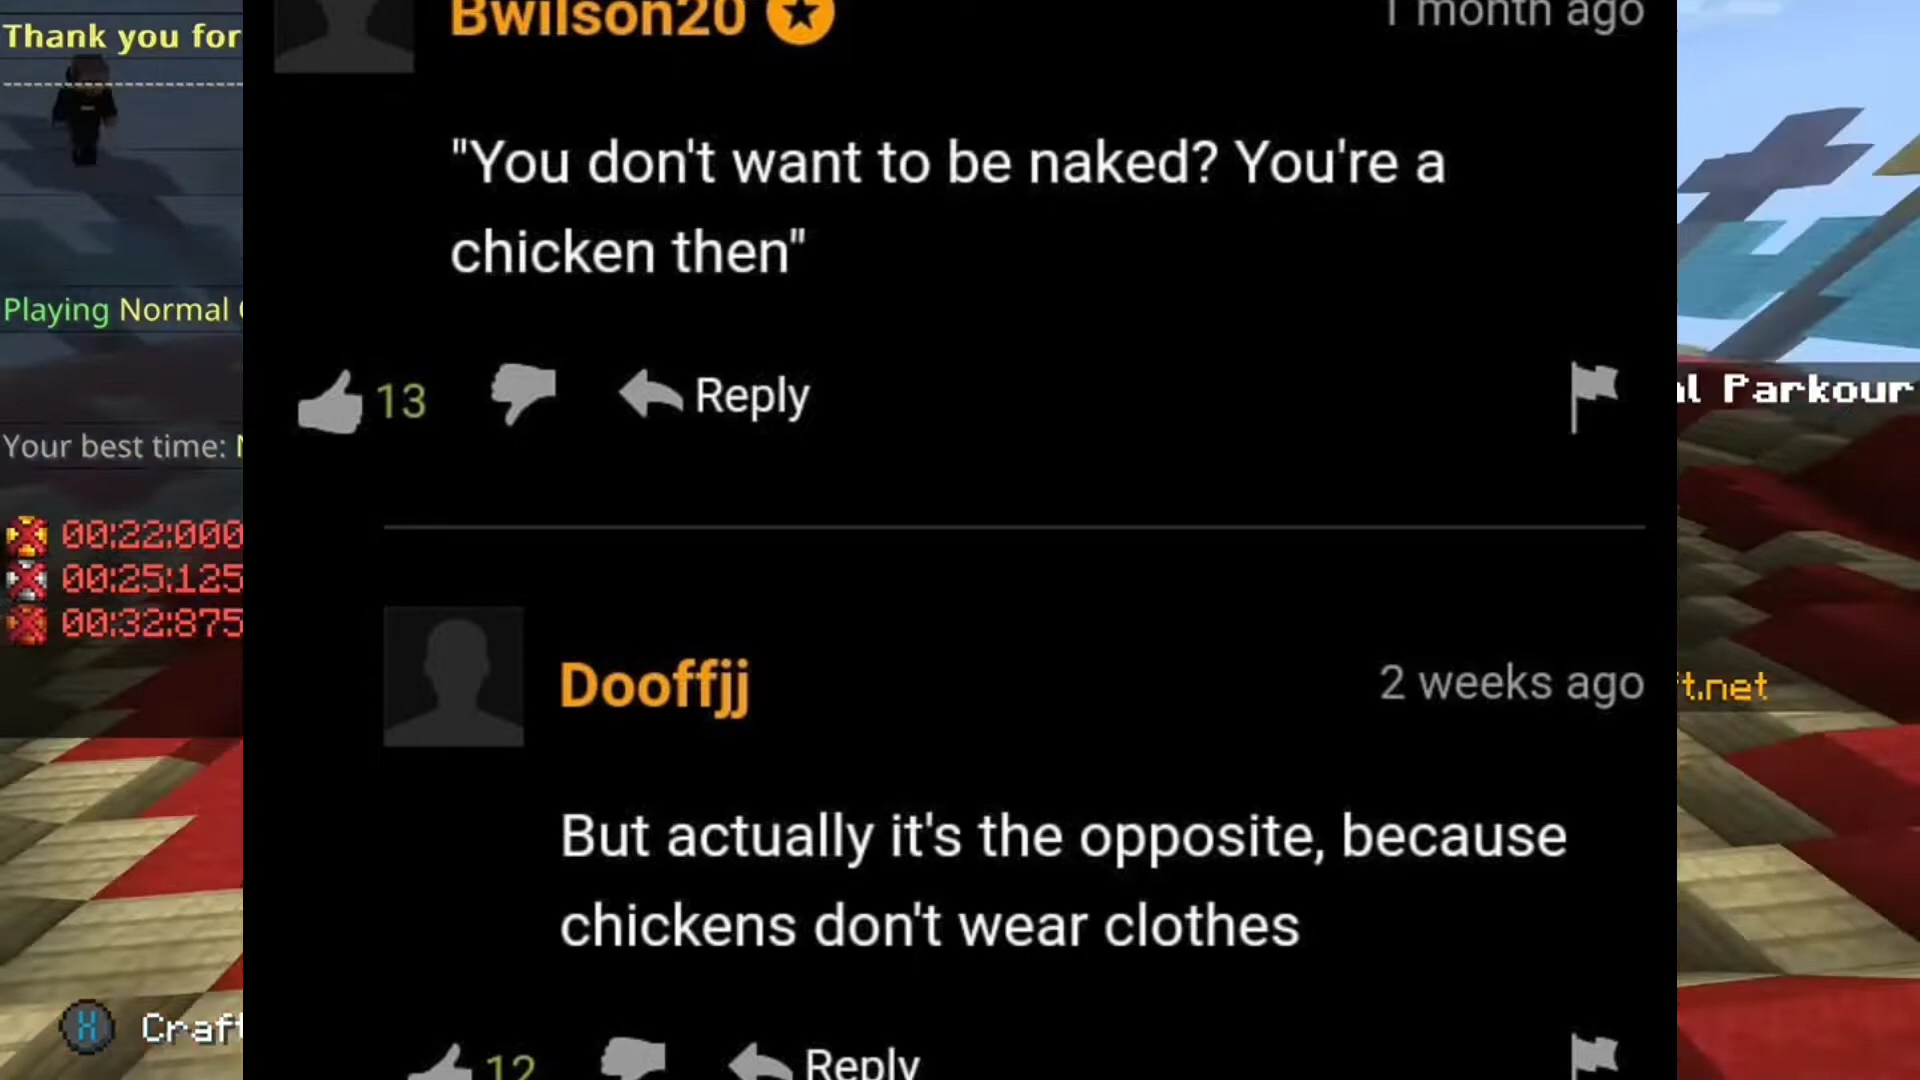 Thank you for
Bwilson20
1 month ago
"You don't want to be naked? You're a
chicken then"
Playing Normal
13
Reply
Parkour
Your best time:
00:22:000
00:25:125
00:32:875
Dooffjj
2 weeks ago
t.net
But actually it's the opposite, because
chickens don't wear clothes
X Craft
12
Reply